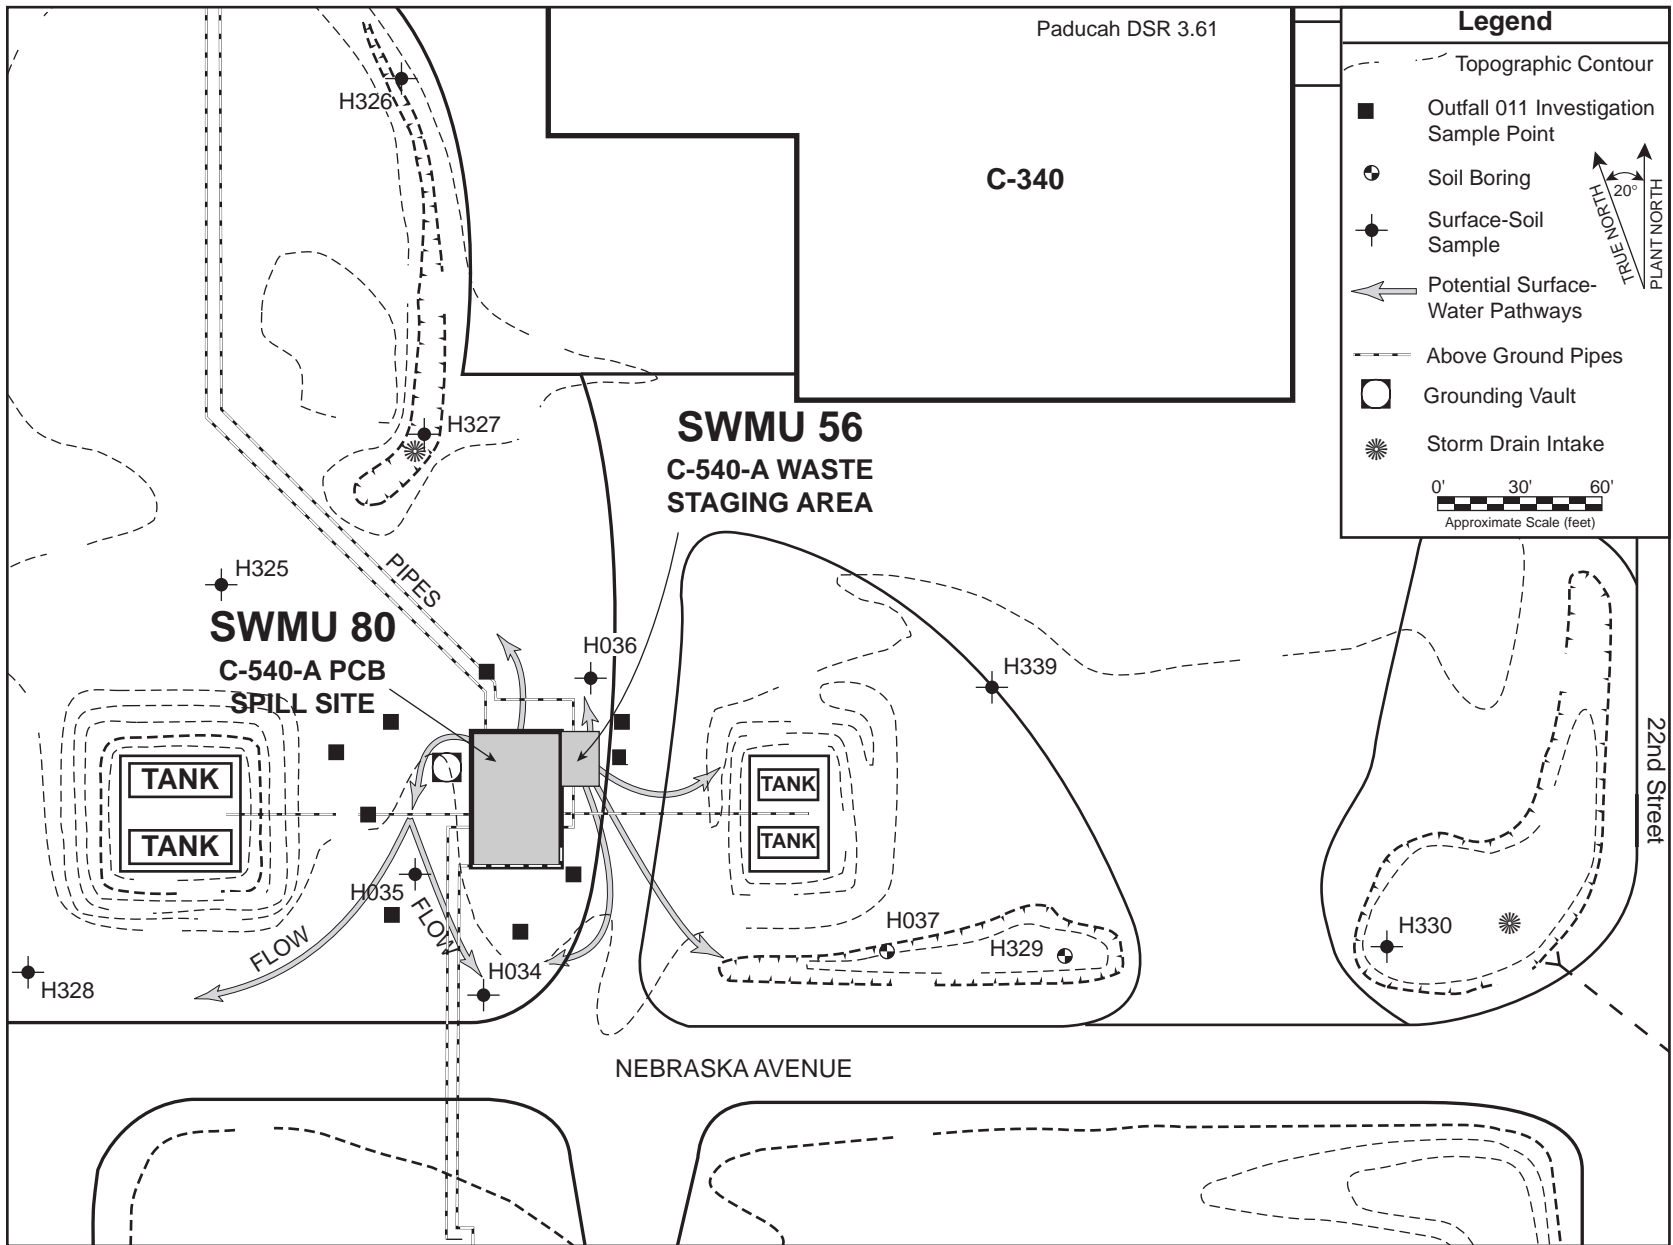 Paducah DSR 3.61
Legend
Topographic Contour
Outfall 011 Investigation
Sample Point
Soil Boring
Surface-Soil
Sample
Potential Surface-
Water Pathways
Above Ground Pipes
Grounding Vault
Storm Drain Intake
TRUE NORTH
20°
PLANT NORTH
0' 30' 60'
Approximate Scale (feet)
H326
C-340
H327
SWMU 56
C-540-A WASTE
STAGING AREA
H325
PIPES
SWMU 80
C-540-A PCB
SPILL SITE
H036
H339
22nd Street
TANK
TANK
TANK
TANK
H035
FLOW
FLOW
H034
H328
H037
H329
H330
NEBRASKA AVENUE